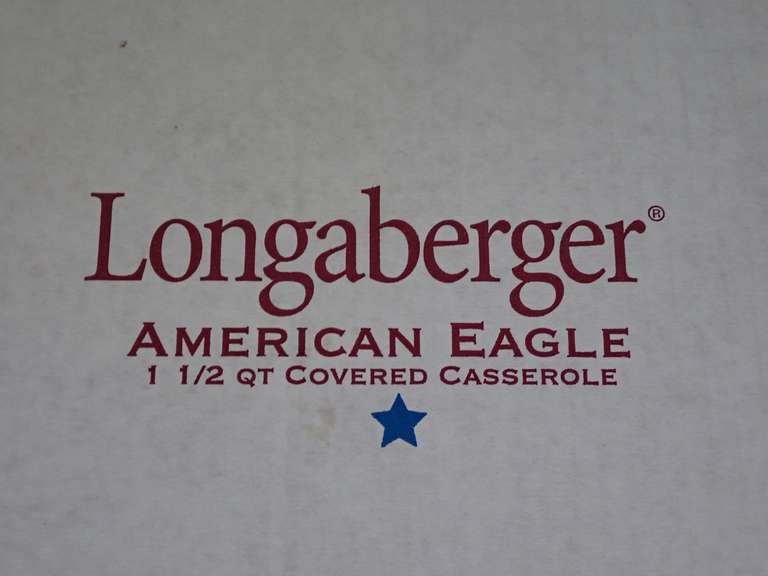 Longaberger®
AMERICAN EAGLE
1 1/2 QT COVERED CASSEROLE